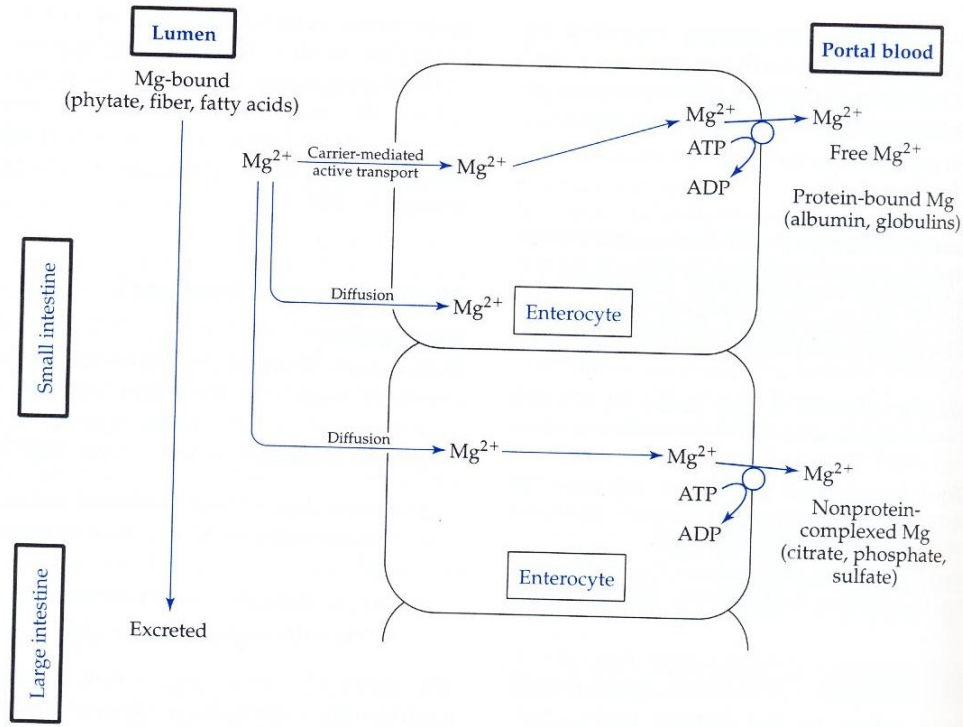 Lumen
Portal blood
Mg-bound
(phytate, fiber, fatty acids)
Mg²⁺
Carrier-mediated
active transport
Mg²⁺
Mg²⁺
ATP
ADP
Mg²⁺
Free Mg²⁺
Protein-bound Mg
(albumin, globulins)
Small intestine
Diffusion
Mg²⁺
Enterocyte
Diffusion
Mg²⁺
Mg²⁺
ATP
ADP
Mg²⁺
Nonprotein-
complexed Mg
(citrate, phosphate,
sulfate)
Enterocyte
Large intestine
Excreted